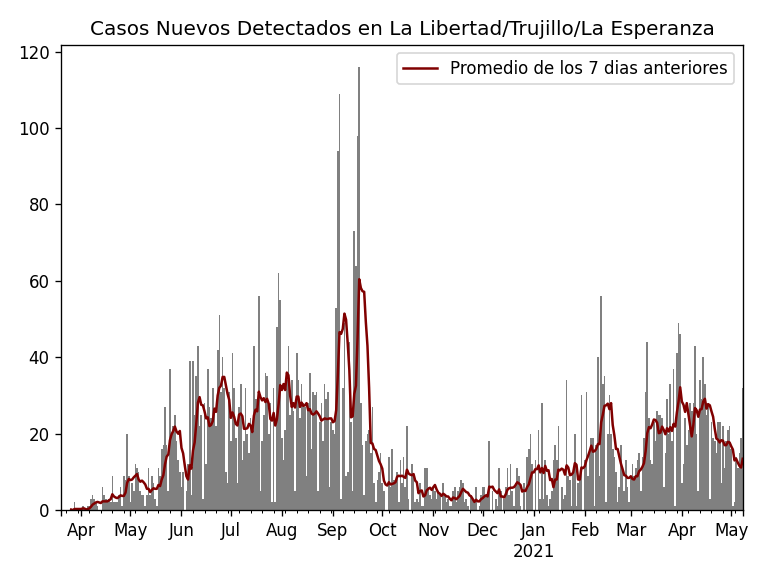 Casos Nuevos Detectados en La Libertad/Trujillo/La Esperanza
Promedio de los 7 dias anteriores
120
100
80
60
40
20
0
Apr May Jun Jul Aug Sep Oct Nov Dec Jan Feb Mar Apr May
2021